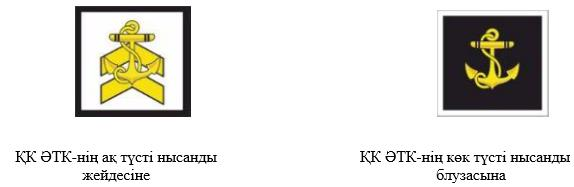 ҚК ӘТК-нің ақ түсті нысанды
жейдесіне
ҚК ӘТК-нің көк түсті нысанды
блузасына